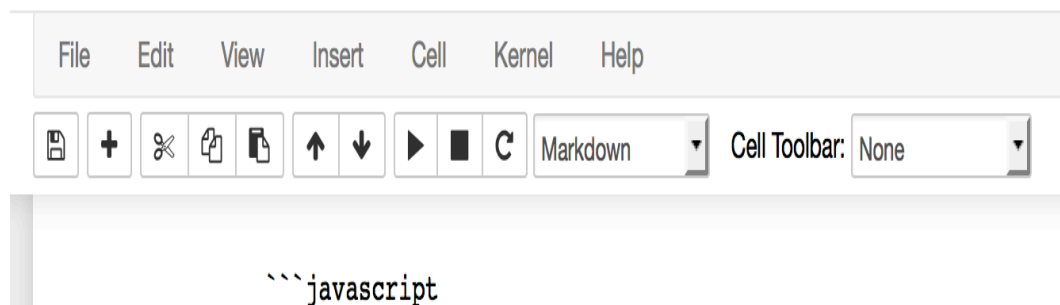 File Edit View Insert Cell Kernel Help
Markdown Cell Toolbar: None
```javascript